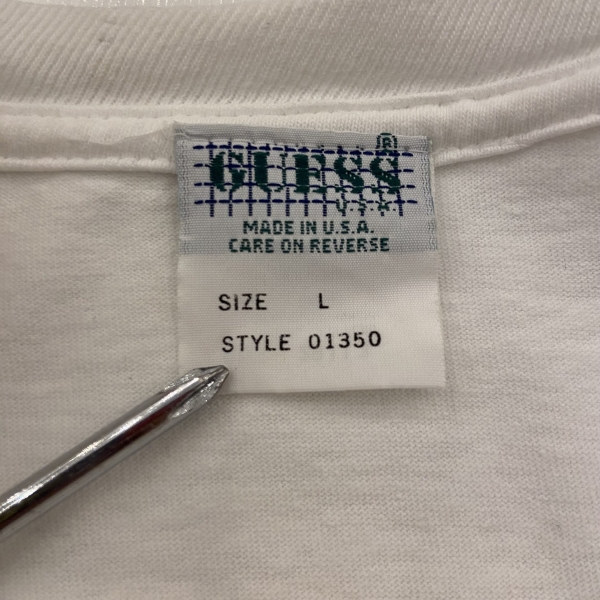 GUESS®
U.S.A.
MADE IN U.S.A.
CARE ON REVERSE
SIZE L
STYLE 01350